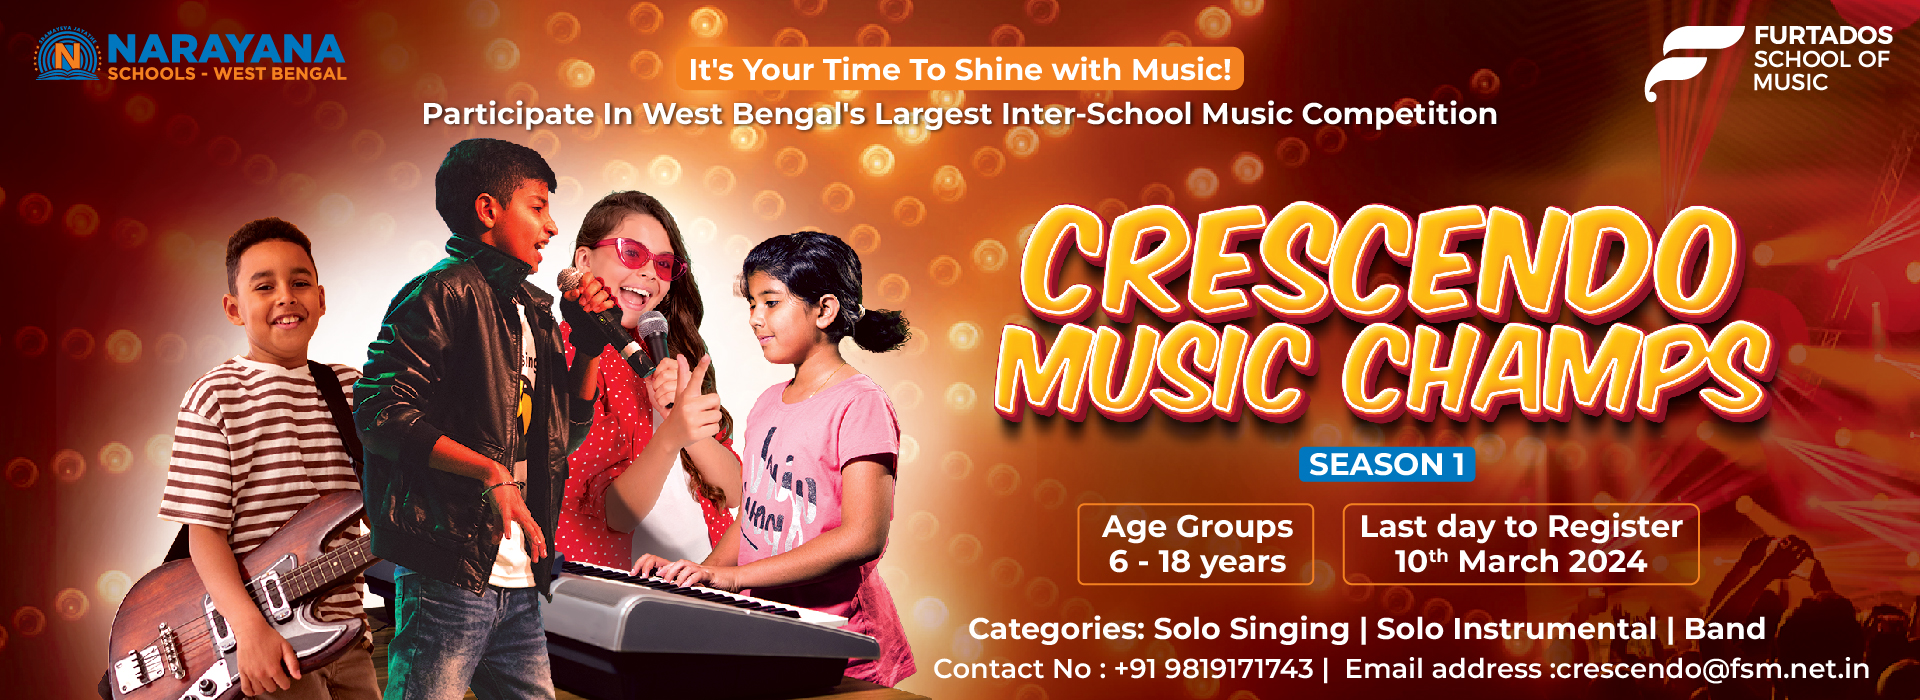 SHAMAYEVA JAYATHE
N
NARAYANA
SCHOOLS - WEST BENGAL
It's Your Time To Shine with Music!
Participate In West Bengal's Largest Inter-School Music Competition
FURTADOS
SCHOOL OF
MUSIC
CRESCENDO
MUSIC CHAMPS
SEASON 1
Age Groups
6 - 18 years
Last day to Register
10th March 2024
Categories: Solo Singing | Solo Instrumental | Band
Contact No : +91 9819171743 | Email address :crescendo@fsm.net.in